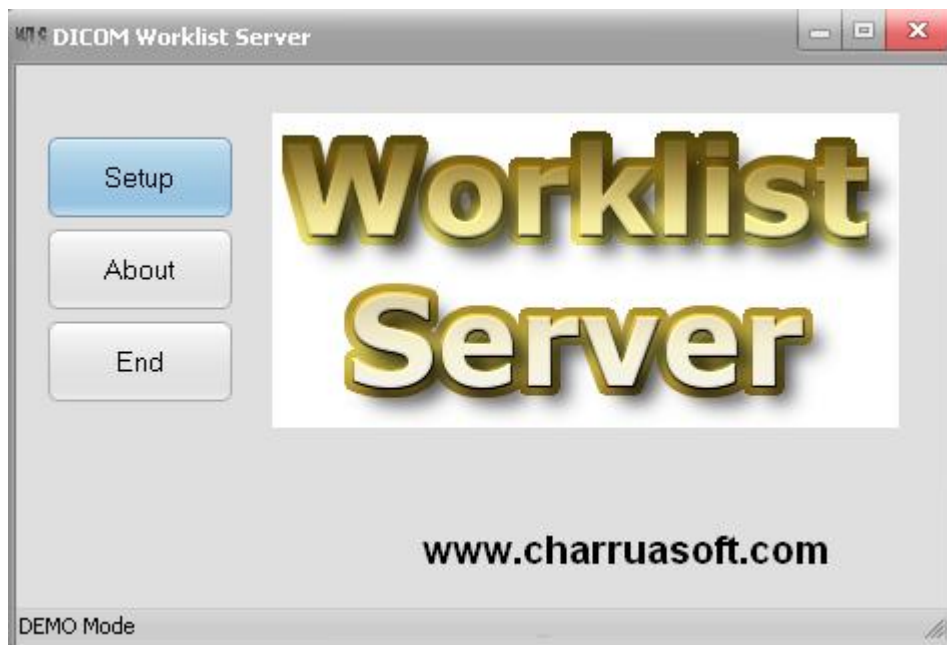 DICOM Worklist Server
Setup
About
End
Worklist
Server
www.charruasoft.com
DEMO Mode